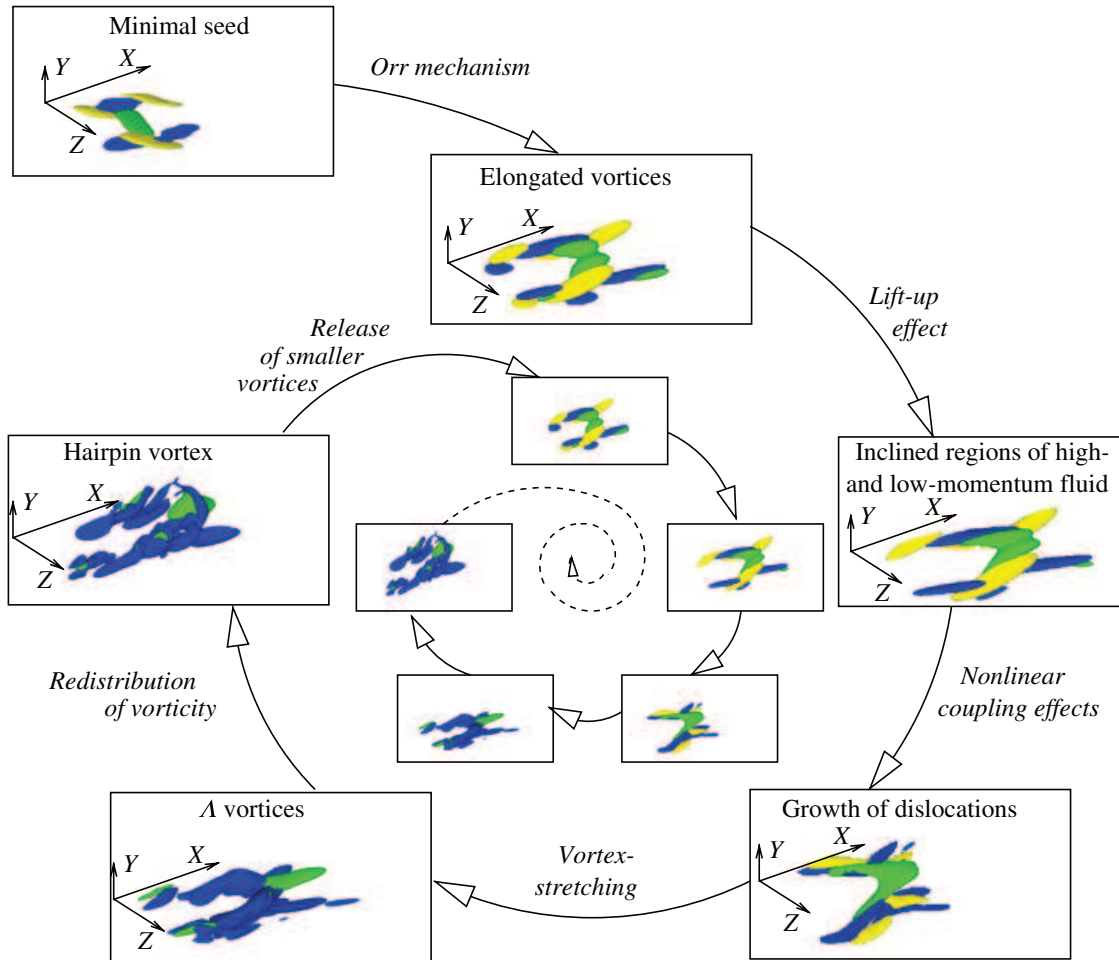 Minimal seed
Y
X
Z
Orr mechanism
Elongated vortices
Y
X
Z
Lift-up
effect
Inclined regions of high-
and low-momentum fluid
Y
X
Z
Nonlinear
coupling effects
Growth of dislocations
Y
X
Z
Vortex-
stretching
Λ vortices
Y
X
Z
Redistribution
of vorticity
Hairpin vortex
Y
X
Z
Release
of smaller
vortices